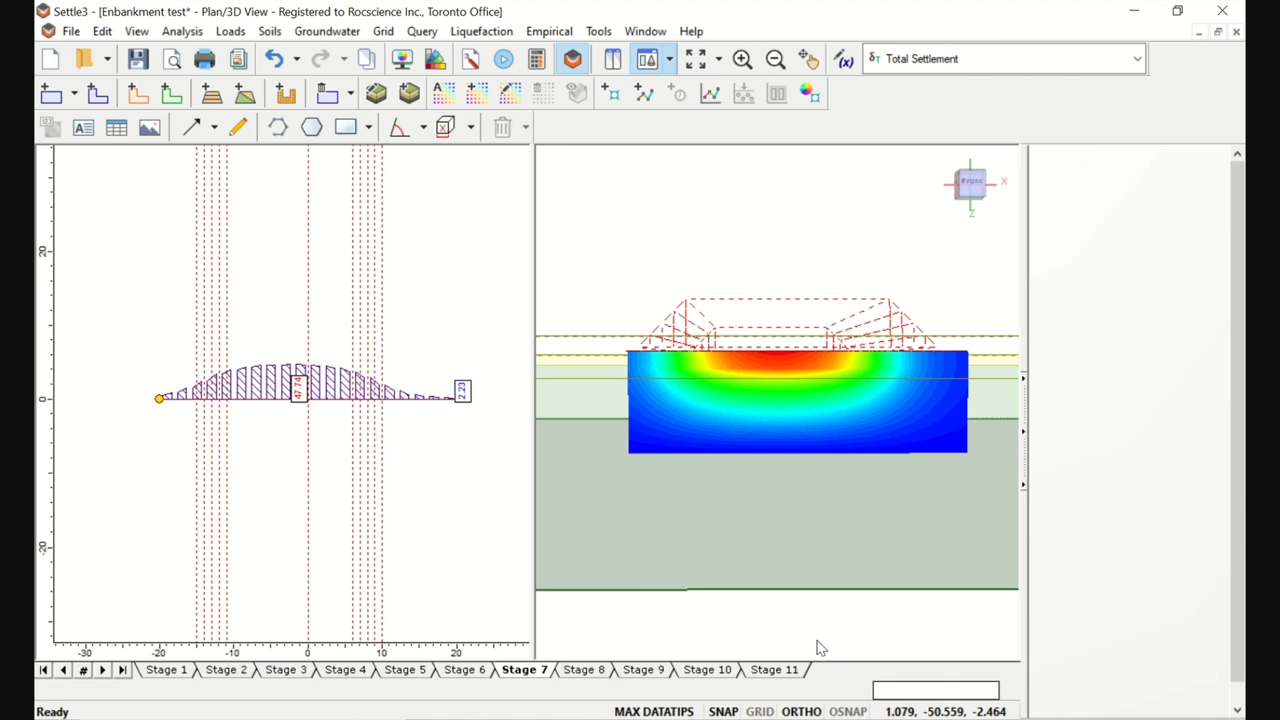 Settle3 - [Enbankment test* - Plan/3D View - Registered to Rocscience Inc., Toronto Office]
File Edit View Analysis Loads Soils Groundwater Grid Query Liquefaction Empirical Tools Window Help
δT Total Settlement
Front
X
Z
20
0
-20
47.74
2.23
-30 -20 -10 0 10 20
# Stage 1 Stage 2 Stage 3 Stage 4 Stage 5 Stage 6 Stage 7 Stage 8 Stage 9 Stage 10 Stage 11
Ready MAX DATATIPS SNAP GRID ORTHO OSNAP 1.079, -50.559, -2.464